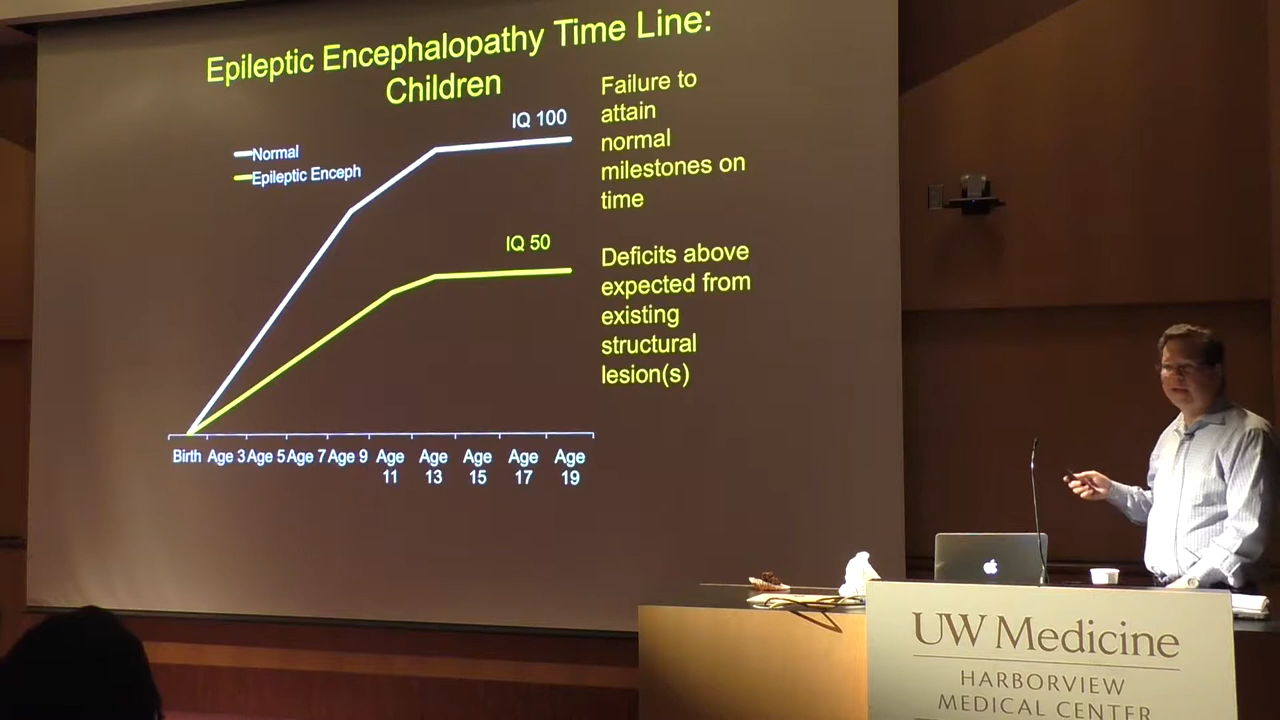 Epileptic Encephalopathy Time Line:
Children
IQ 100
Normal
Epileptic Enceph
IQ 50
Birth Age 3 Age 5 Age 7 Age 9 Age 11 Age 13 Age 15 Age 17 Age 19
Failure to
attain
normal
milestones on
time
Deficits above
expected from
existing
structural
lesion(s)
UW Medicine
HARBORVIEW
MEDICAL CENTER